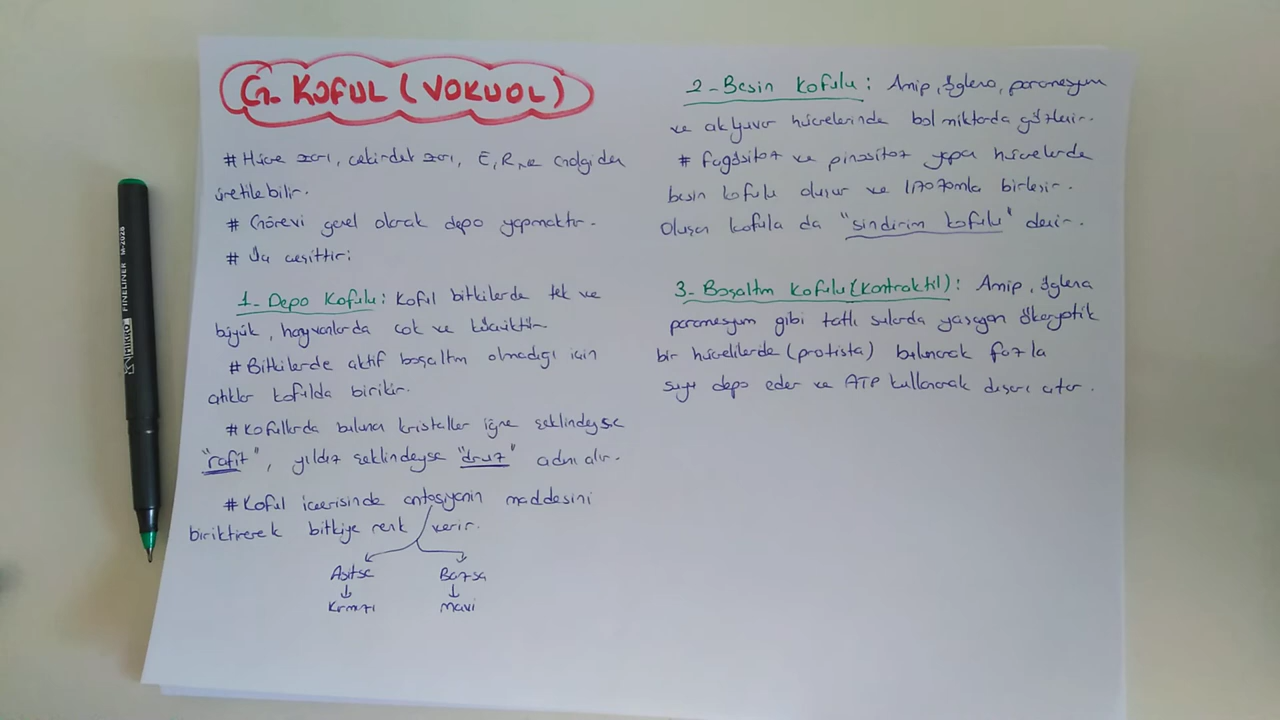 G. KOFUL (VOKUOL)
# Hücre zarı, çekirdek zarı, E,R, ve Golgiden
üretilebilir.
# Görevi genel olarak depo yapmaktır.
# Üç çeşittir:
1- Depo Kofulu: Koful bitkilerde tek ve
büyük, hayvanlarda çok ve küçüktür.
# Bitkilerde aktif boşaltım olmadığı için
atıklar kofulda birikir.
# Kofullarda bulunan kristaller iğne şeklindeyse
"rafit", yıldız şeklindeyse "druz" adını alır.
# Koful içerisinde antosiyanin maddesini
biriktirerek bitkiye renk verir.
Asitse Bazsa
↓ ↓
Kırmızı Mavi
2- Besin Kofulu: Amip, öglena, paramesyum
ve akyuvar hücrelerinde bol miktarda gözlenir.
# Fagositoz ve pinositoz yapan hücrelerde
besin kofulu oluşur ve lizozomla birleşir.
Oluşan kofula da "sindirim kofulu" denir.
3- Boşaltım Kofulu (Kontraktil): Amip, öglena
paramesyum gibi tatlı sularda yaşayan ökaryotik
bir hücrelilerde (protista) bulunarak fazla
suyu depo eder ve ATP kullanarak dışarı atar.
MIKRO FINELINER M-2026